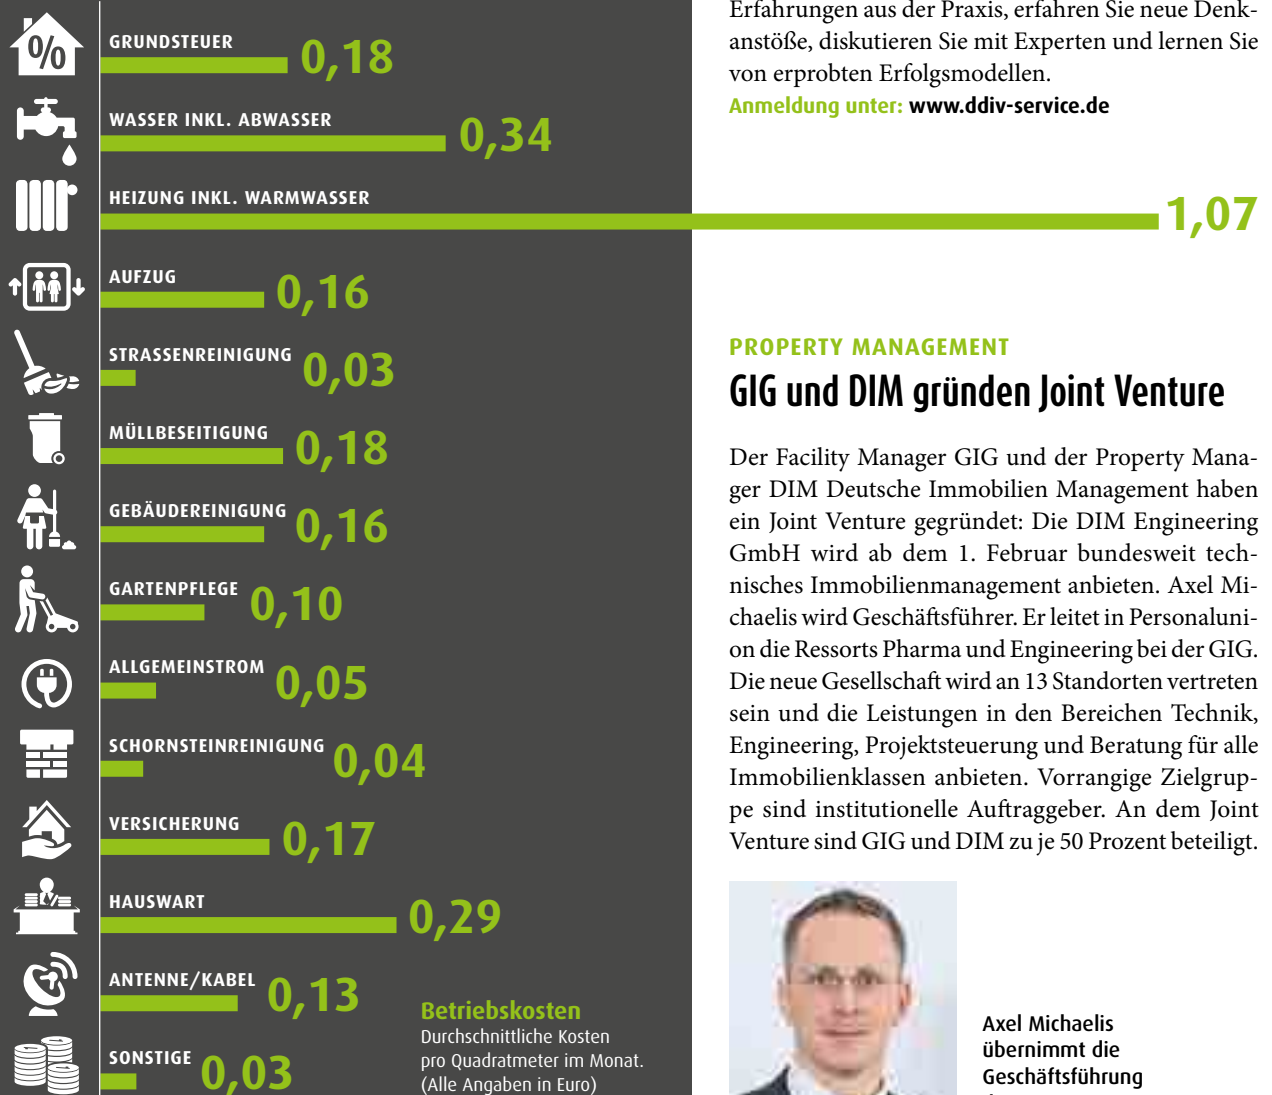 %
GRUNDSTEUER
0,18
WASSER INKL. ABWASSER
0,34
HEIZUNG INKL. WARMWASSER
1,07
AUFZUG
0,16
STRASSENREINIGUNG
0,03
MÜLLBESEITIGUNG
0,18
GEBÄUDEREINIGUNG
0,16
GARTENPFLEGE
0,10
ALLGEMEINSTROM
0,05
SCHORNSTEINREINIGUNG
0,04
VERSICHERUNG
0,17
HAUSWART
0,29
ANTENNE/KABEL
0,13
SONSTIGE
0,03
Betriebskosten
Durchschnittliche Kosten
pro Quadratmeter im Monat.
(Alle Angaben in Euro)
Erfahrungen aus der Praxis, erfahren Sie neue Denk-
anstöße, diskutieren Sie mit Experten und lernen Sie
von erprobten Erfolgsmodellen.
Anmeldung unter: www.ddiv-service.de
PROPERTY MANAGEMENT
GIG und DIM gründen Joint Venture
Der Facility Manager GIG und der Property Mana-
ger DIM Deutsche Immobilien Management haben
ein Joint Venture gegründet: Die DIM Engineering
GmbH wird ab dem 1. Februar bundesweit tech-
nisches Immobilienmanagement anbieten. Axel Mi-
chaelis wird Geschäftsführer. Er leitet in Personaluni-
on die Ressorts Pharma und Engineering bei der GIG.
Die neue Gesellschaft wird an 13 Standorten vertreten
sein und die Leistungen in den Bereichen Technik,
Engineering, Projektsteuerung und Beratung für alle
Immobilienklassen anbieten. Vorrangige Zielgrup-
pe sind institutionelle Auftraggeber. An dem Joint
Venture sind GIG und DIM zu je 50 Prozent beteiligt.
Axel Michaelis
übernimmt die
Geschäftsführung